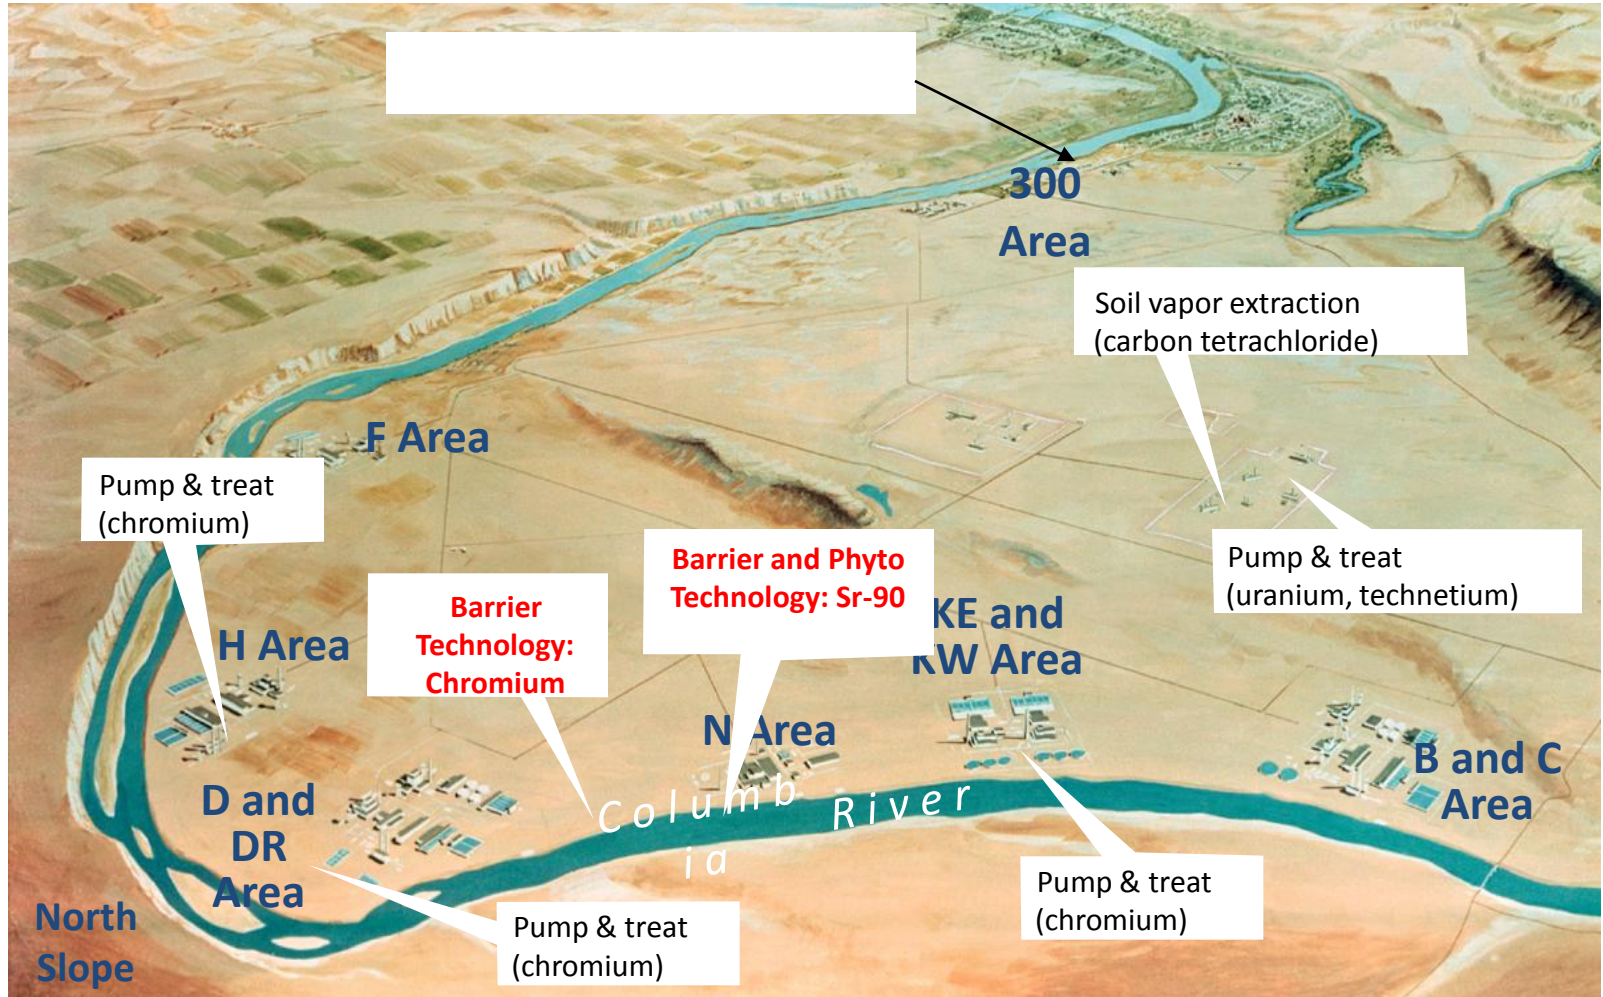 300
Area
Soil vapor extraction
(carbon tetrachloride)
F Area
Pump & treat
(chromium)
Barrier and Phyto
Technology: Sr-90
Pump & treat
(uranium, technetium)
Barrier
Technology:
Chromium
KE and
KW Area
H Area
N Area
B and C
Area
D and
DR
Area
Columb
ia
River
Pump & treat
(chromium)
North
Slope
Pump & treat
(chromium)